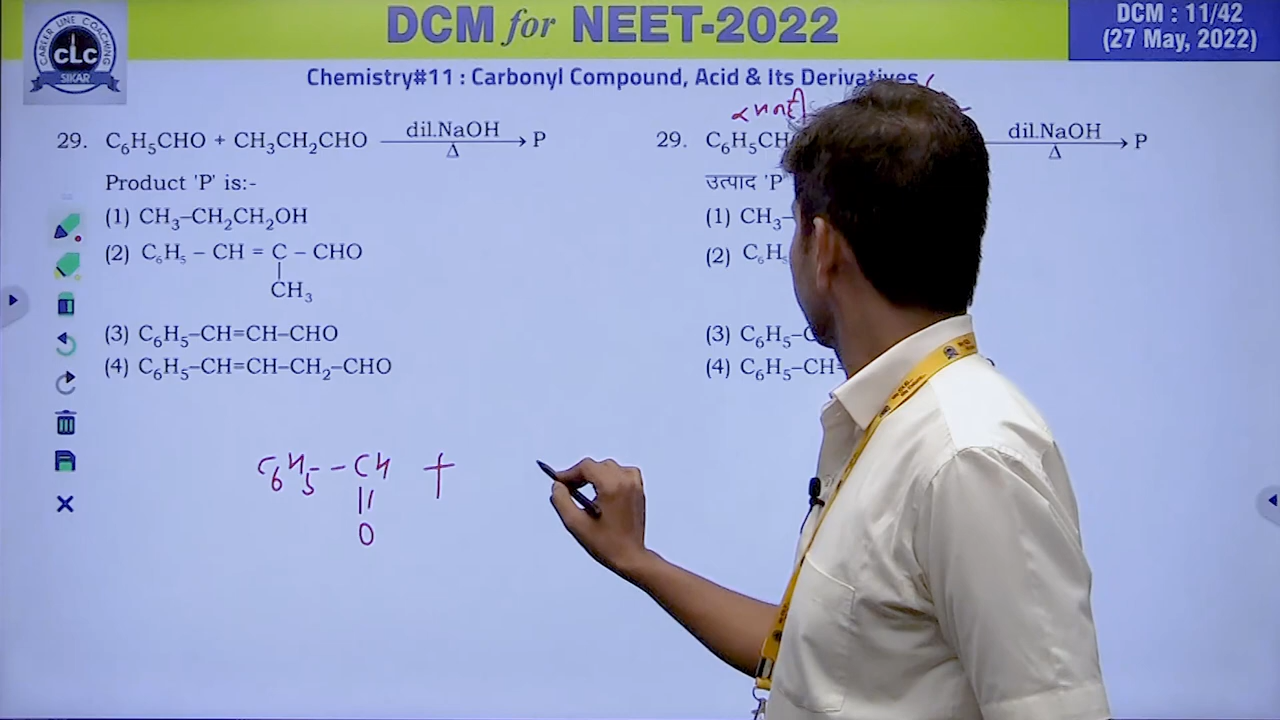 DCM for NEET-2022
DCM : 11/42
(27 May, 2022)
CAREER LINE COACHING
CLC
SIKAR
Chemistry#11 : Carbonyl Compound, Acid & Its Derivatives
29. C₆H₅CHO + CH₃CH₂CHO dil.NaOH → P
Δ
Product 'P' is:-
(1) CH₃–CH₂CH₂OH
(2) C₆H₅ – CH = C – CHO
|
CH₃
(3) C₆H₅–CH=CH–CHO
(4) C₆H₅–CH=CH–CH₂–CHO
29. C₆H₅CH dil.NaOH → P
Δ
उत्पाद 'P'
(1) CH₃–
(2) C₆H₅
(3) C₆H₅–C
(4) C₆H₅–CH=
C₆H₅–CH +
||
O